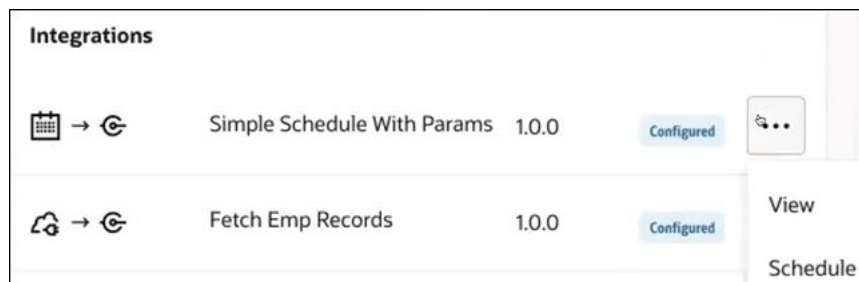 Integrations
Simple Schedule With Params 1.0.0 Configured
View
Fetch Emp Records 1.0.0 Configured
Schedule